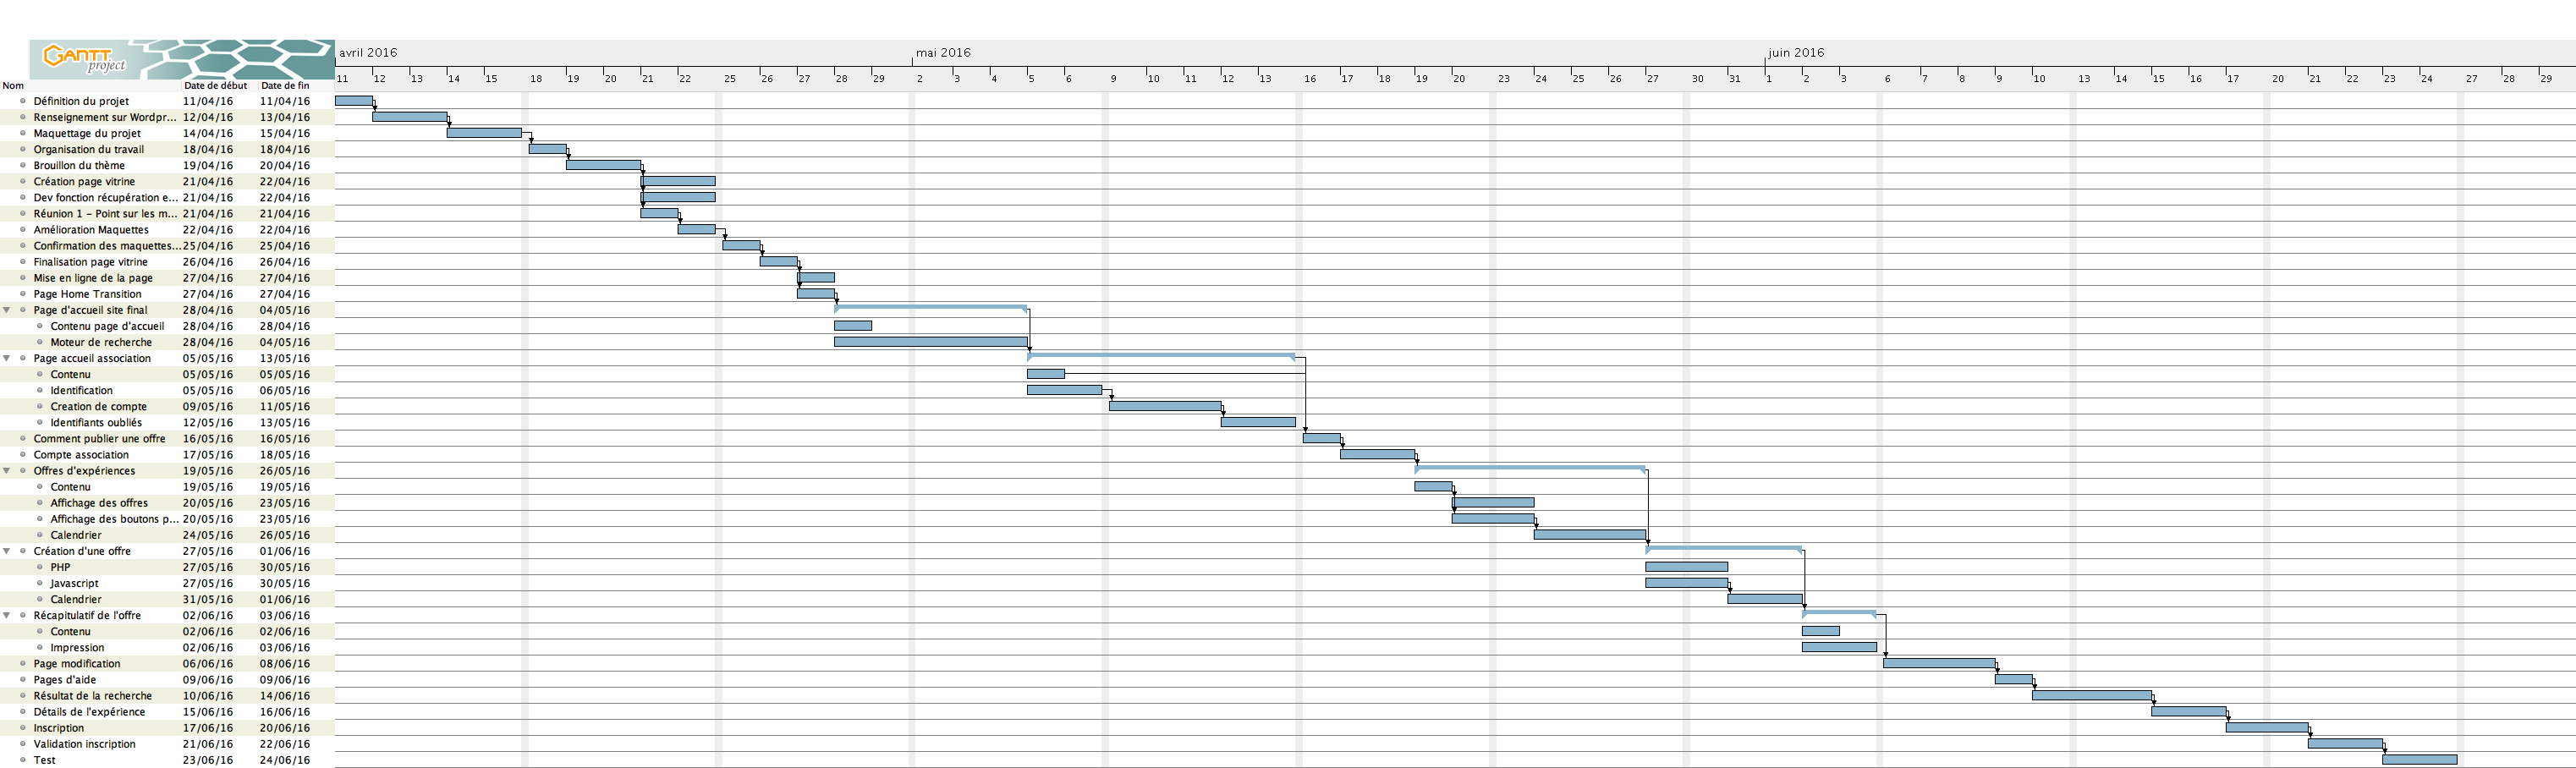 GANTT
project
avril 2016 mai 2016 juin 2016
11 12 13 14 15 18 19 20 21 22 25 26 27 28 29 2 3 4 5 6 9 10 11 12 13 16 17 18 19 20 23 24 25 26 27 30 31 1 2 3 6 7 8 9 10 13 14 15 16 17 20 21 22 23 24 27 28 29
Nom Date de début Date de fin
Définition du projet 11/04/16 11/04/16
Renseignement sur Wordpr... 12/04/16 13/04/16
Maquettage du projet 14/04/16 15/04/16
Organisation du travail 18/04/16 18/04/16
Brouillon du thème 19/04/16 20/04/16
Création page vitrine 21/04/16 22/04/16
Dev fonction récupération e... 21/04/16 22/04/16
Réunion 1 - Point sur les m... 21/04/16 21/04/16
Amélioration Maquettes 22/04/16 22/04/16
Confirmation des maquettes... 25/04/16 25/04/16
Finalisation page vitrine 26/04/16 26/04/16
Mise en ligne de la page 27/04/16 27/04/16
Page Home Transition 27/04/16 27/04/16
Page d'accueil site final 28/04/16 04/05/16
Contenu page d'accueil 28/04/16 28/04/16
Moteur de recherche 28/04/16 04/05/16
Page accueil association 05/05/16 13/05/16
Contenu 05/05/16 05/05/16
Identification 05/05/16 06/05/16
Creation de compte 09/05/16 11/05/16
Identifiants oubliés 12/05/16 13/05/16
Comment publier une offre 16/05/16 16/05/16
Compte association 17/05/16 18/05/16
Offres d'expériences 19/05/16 26/05/16
Contenu 19/05/16 19/05/16
Affichage des offres 20/05/16 23/05/16
Affichage des boutons p... 20/05/16 23/05/16
Calendrier 24/05/16 26/05/16
Création d'une offre 27/05/16 01/06/16
PHP 27/05/16 30/05/16
Javascript 27/05/16 30/05/16
Calendrier 31/05/16 01/06/16
Récapitulatif de l'offre 02/06/16 03/06/16
Contenu 02/06/16 02/06/16
Impression 02/06/16 03/06/16
Page modification 06/06/16 08/06/16
Pages d'aide 09/06/16 09/06/16
Résultat de la recherche 10/06/16 14/06/16
Détails de l'expérience 15/06/16 16/06/16
Inscription 17/06/16 20/06/16
Validation inscription 21/06/16 22/06/16
Test 23/06/16 24/06/16